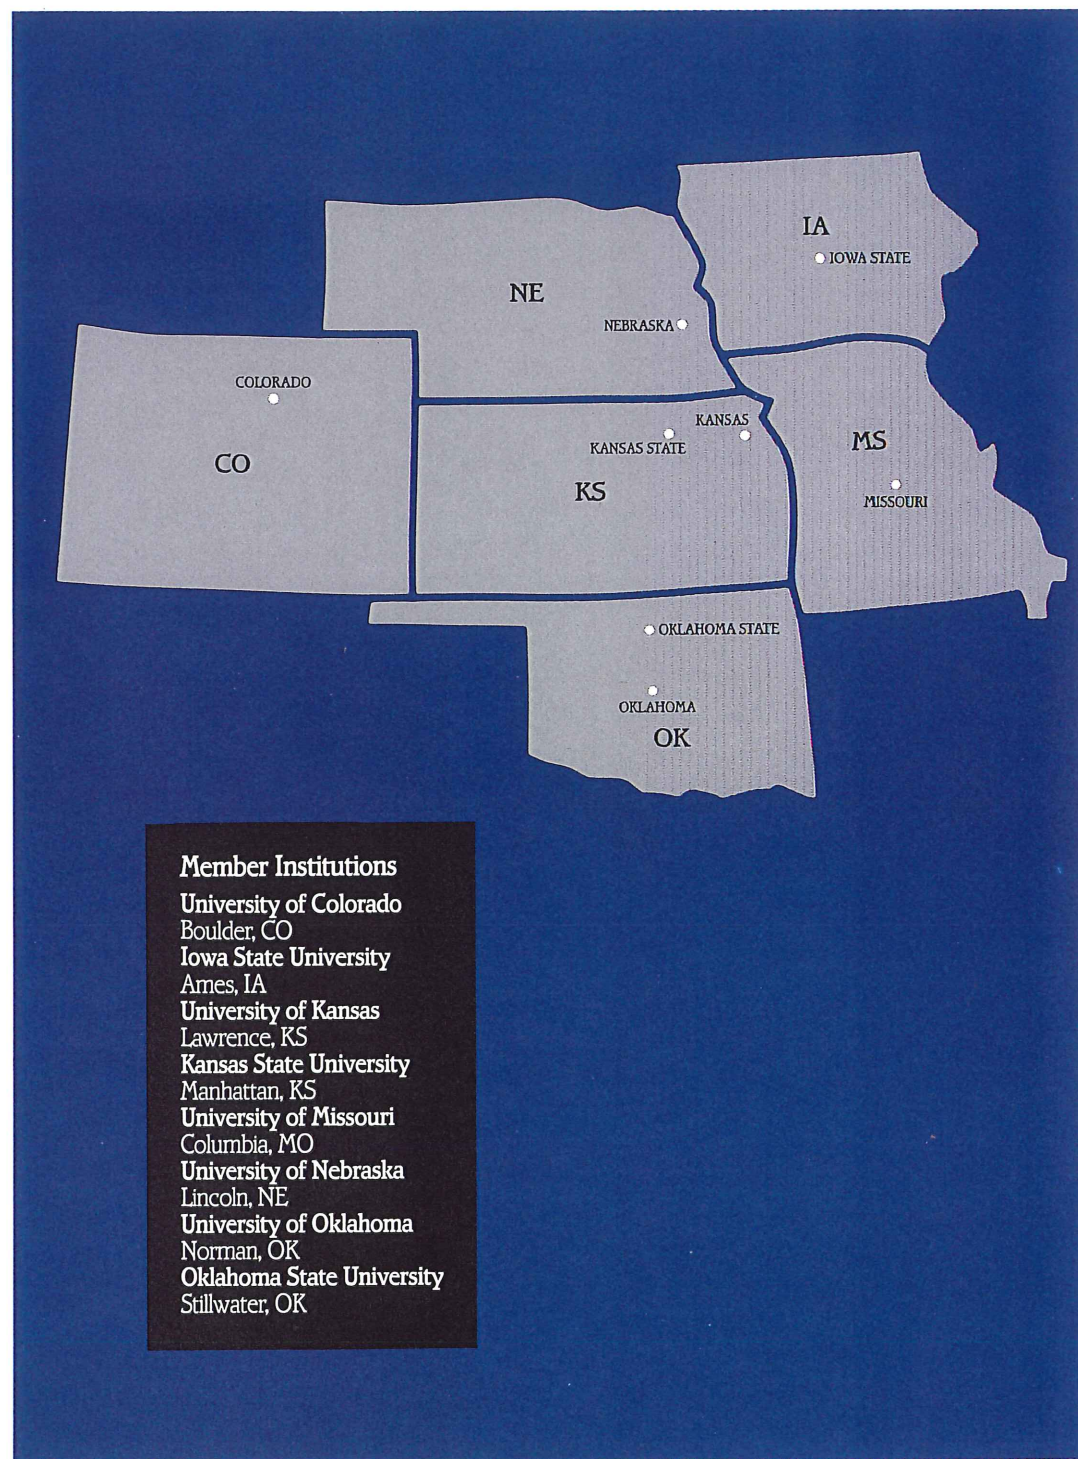 IA
IOWA STATE
NE
NEBRASKA
COLORADO
CO
KANSAS
KANSAS STATE
KS
MS
MISSOURI
OKLAHOMA STATE
OKLAHOMA
OK
Member Institutions
University of Colorado
Boulder, CO
Iowa State University
Ames, IA
University of Kansas
Lawrence, KS
Kansas State University
Manhattan, KS
University of Missouri
Columbia, MO
University of Nebraska
Lincoln, NE
University of Oklahoma
Norman, OK
Oklahoma State University
Stillwater, OK